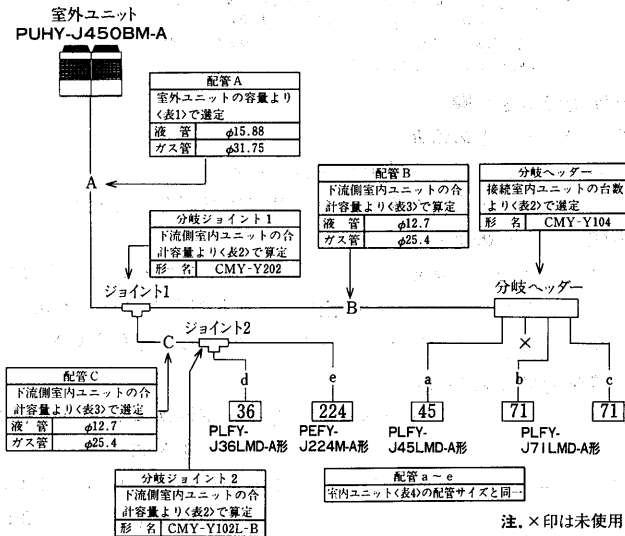 室外ユニット
PUHY-J450BM-A
配管A
室外ユニットの容量より
〈表1〉で選定
液管 φ15.88
ガス管 φ31.75
A
配管B
下流側室内ユニットの合
計容量より〈表3〉で算定
液管 φ12.7
ガス管 φ25.4
分岐ヘッダー
接続室内ユニットの台数
より〈表2〉で選定
形名 CMY-Y104
分岐ジョイント1
下流側室内ユニットの合
計容量より〈表2〉で算定
形名 CMY-Y202
ジョイント1
B
分岐ヘッダー
C
ジョイント2
×
配管C
下流側室内ユニットの合
計容量より〈表3〉で選定
液管 φ12.7
ガス管 φ25.4
d e a b c
36 224 45 71 71
PLFY-
J36LMD-A形
PEFY-
J224M-A形
PLFY-
J45LMD-A形
PLFY-
J71LMD-A形
分岐ジョイント2
下流側室内ユニットの合
計容量より〈表2〉で算定
形名 CMY-Y102L-B
配管a～e
室内ユニット〈表4〉の配管サイズと同一
注.×印は未使用